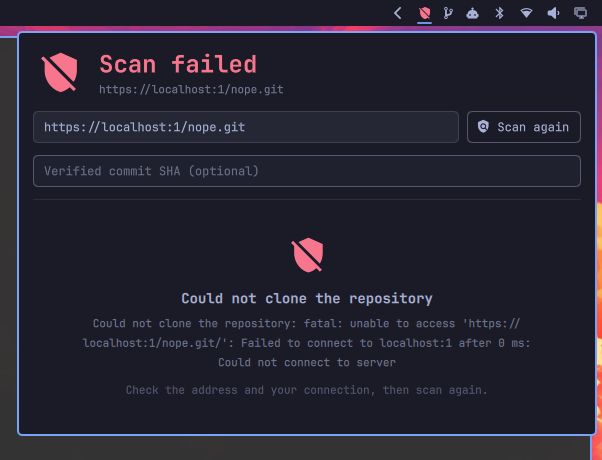 Scan failed
https://localhost:1/nope.git
https://localhost:1/nope.git
Scan again
Verified commit SHA (optional)
Could not clone the repository
Could not clone the repository: fatal: unable to access 'https://
localhost:1/nope.git/': Failed to connect to localhost:1 after 0 ms:
Could not connect to server
Check the address and your connection, then scan again.